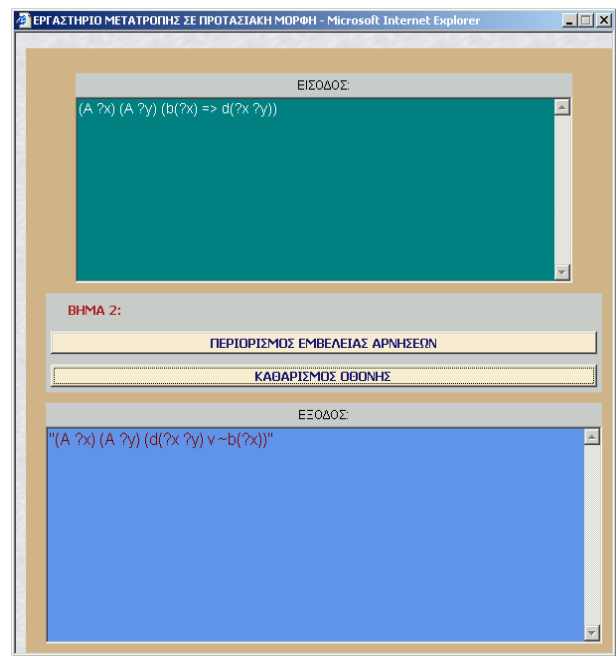 ΕΡΓΑΣΤΗΡΙΟ ΜΕΤΑΤΡΟΠΗΣ ΣΕ ΠΡΟΤΑΣΙΑΚΗ ΜΟΡΦΗ - Microsoft Internet Explorer
ΕΙΣΟΔΟΣ:
(A ?x) (A ?y) (b(?x) => d(?x ?y))
ΒΗΜΑ 2:
ΠΕΡΙΟΡΙΣΜΟΣ ΕΜΒΕΛΕΙΑΣ ΑΡΝΗΣΕΩΝ
ΚΑΘΑΡΙΣΜΟΣ ΟΘΟΝΗΣ
ΕΞΟΔΟΣ:
"(A ?x) (A ?y) (d(?x ?y) v ~b(?x))"